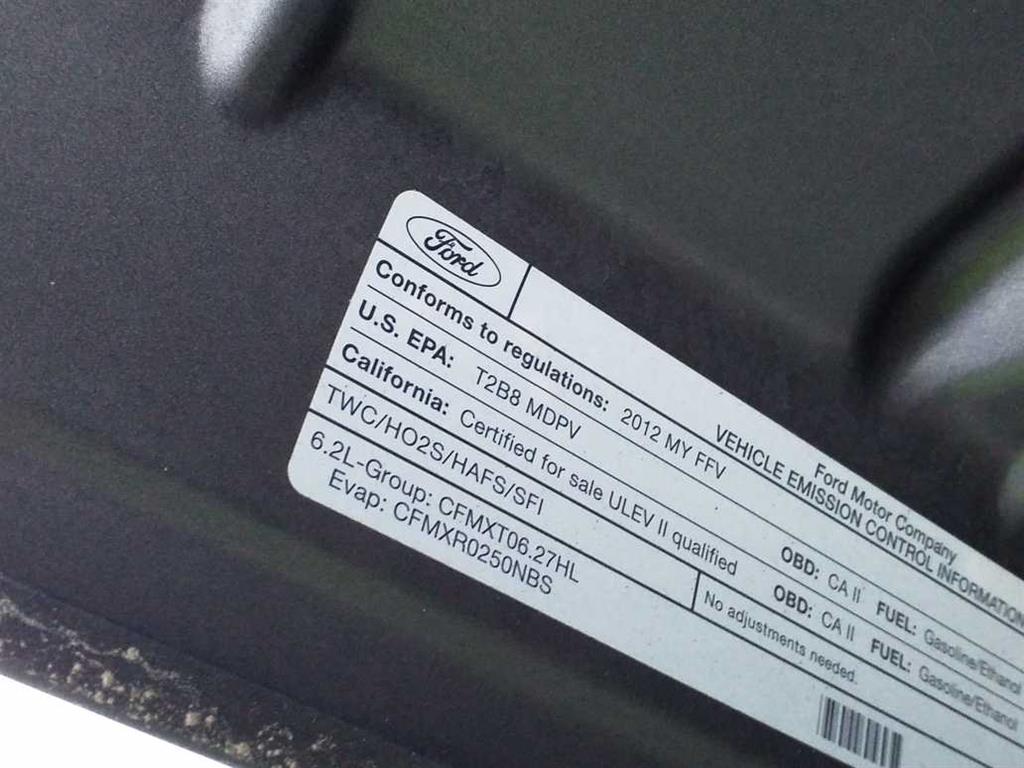 Ford
Ford Motor Company
VEHICLE EMISSION CONTROL INFORMATION
Conforms to regulations: 2012 MY FFV
U.S. EPA: T2B8 MDPV OBD: CA II FUEL: Gasoline/Ethanol
California: Certified for sale ULEV II qualified OBD: CA II FUEL: Gasoline/Ethanol
TWC/HO2S/HAFS/SFI No adjustments needed.
6.2L-Group: CFMXT06.27HL
Evap: CFMXR0250NBS